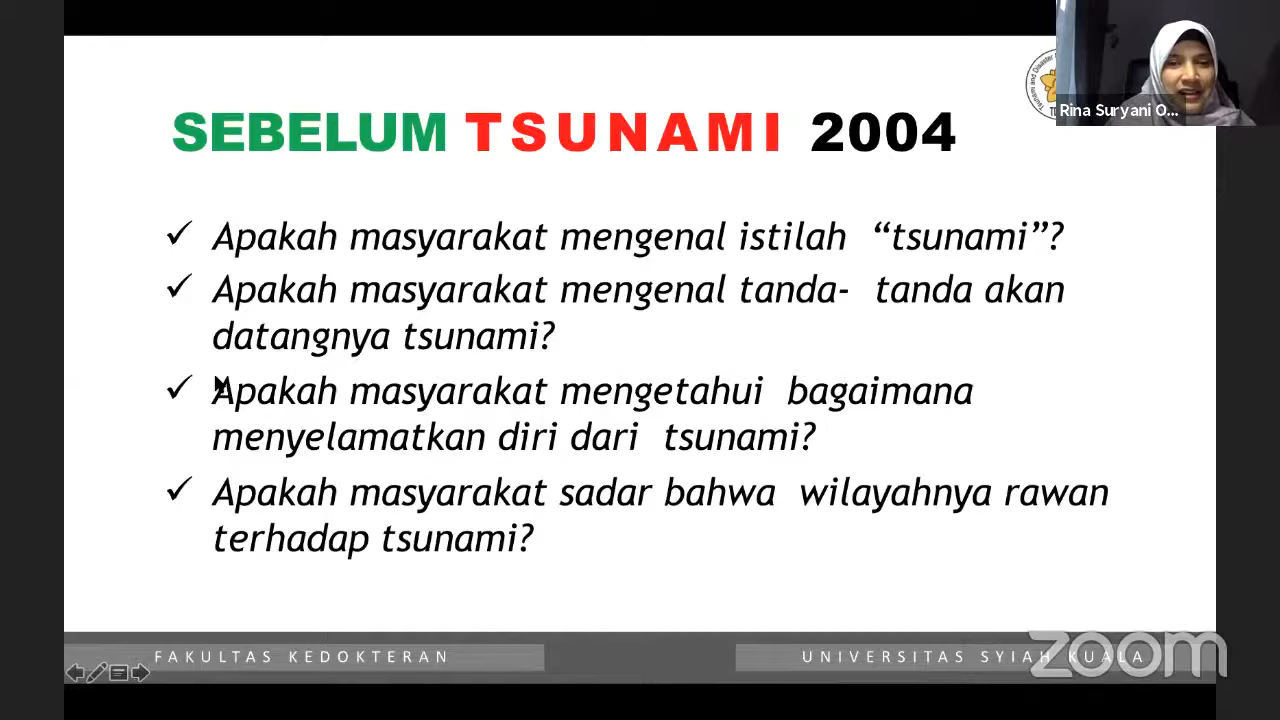 Rina Suryani O...
SEBELUM TSUNAMI 2004
✓ Apakah masyarakat mengenal istilah “tsunami”?
✓ Apakah masyarakat mengenal tanda- tanda akan
datangnya tsunami?
✓ Apakah masyarakat mengetahui bagaimana
menyelamatkan diri dari tsunami?
✓ Apakah masyarakat sadar bahwa wilayahnya rawan
terhadap tsunami?
FAKULTAS KEDOKTERAN
UNIVERSITAS SYIAH KUALA
zoom